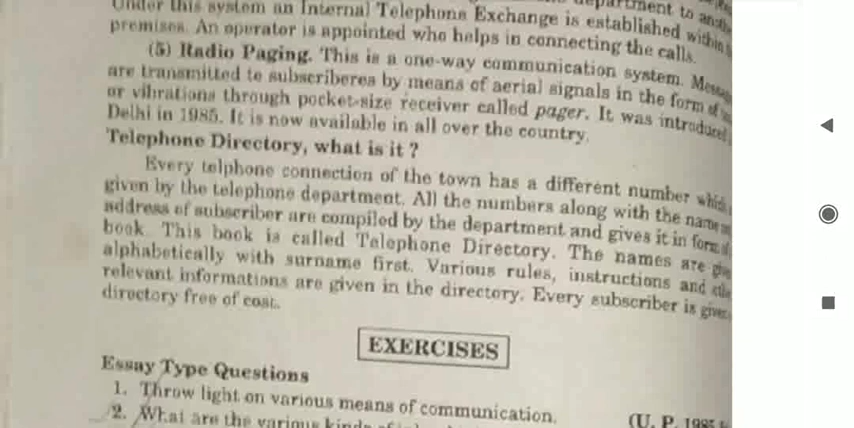 Under this system an Internal Telephone Exchange is established within
premises. An operator is appointed who helps in connecting the calls.
(5) Radio Paging. This is a one-way communication system.
are transmitted to subscriberes by means of aerial signals in the form of
or vibrations through pocket-size receiver called pager. It was introduced
Delhi in 1985. It is now available in all over the country.
Telephone Directory, what is it ?
Every telphone connection of the town has a different number which
given by the telephone department. All the numbers along with the name
address of subscriber are compiled by the department and gives it in form of
book. This book is called Telephone Directory. The names are
alphabetically with surname first. Various rules, instructions and
relevant informations are given in the directory. Every subscriber is given
directory free of cost.
EXERCISES
Essay Type Questions
1. Throw light on various means of communication.
(U. P. 1985
2. What are the various kinds of